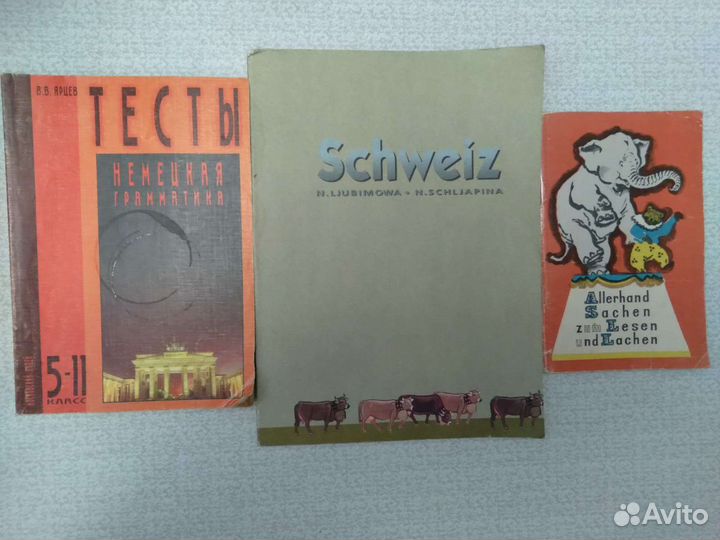 В.В. ЯРЦЕВ
ТЕСТЫ
НЕМЕЦКАЯ
ГРАММАТИКА
5-11
КЛАСС
Schweiz
N.LJUBIMOWA • N.SCHLJAPINA
Allerhand
Sachen
zum Lesen
und Lachen
Avito